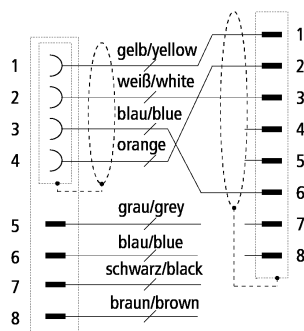 1 gelb/yellow 1
2 weiß/white 2
3 blau/blue 3
4 orange 4
5
6
5 grau/grey 7
6 blau/blue 8
7 schwarz/black
8 braun/brown